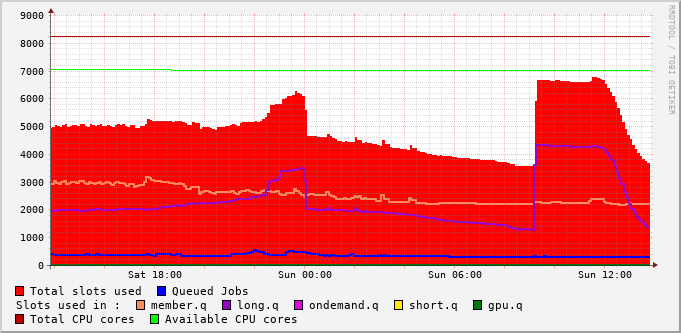 RRDTOOL / TOBI OETIKER
9000
8000
7000
6000
5000
4000
3000
2000
1000
0
Sat 18:00 Sun 00:00 Sun 06:00 Sun 12:00
Total slots used Queued Jobs
Slots used in : member.q long.q ondemand.q short.q gpu.q
Total CPU cores Available CPU cores